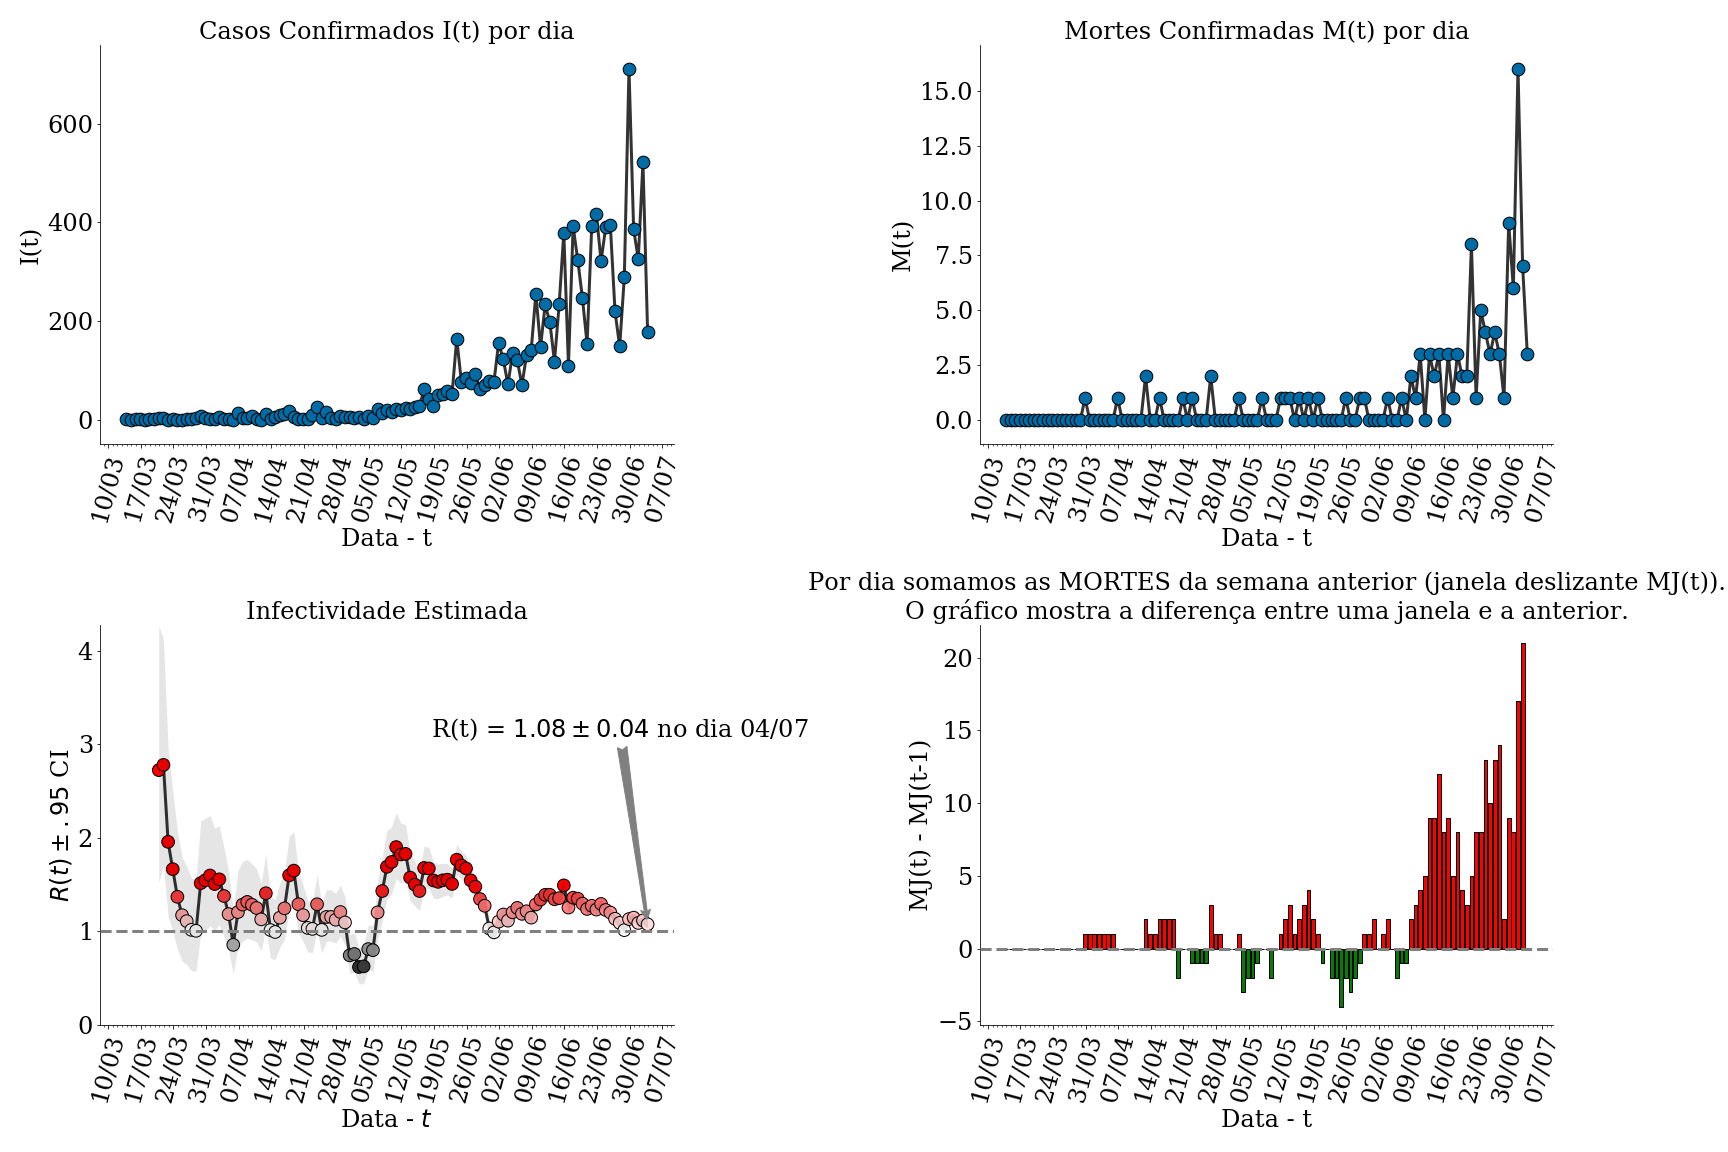 Casos Confirmados I(t) por dia
I(t)
600
400
200
0
10/03 17/03 24/03 31/03 07/04 14/04 21/04 28/04 05/05 12/05 19/05 26/05 02/06 09/06 16/06 23/06 30/06 07/07
Data - t
Mortes Confirmadas M(t) por dia
M(t)
15.0
12.5
10.0
7.5
5.0
2.5
0.0
10/03 17/03 24/03 31/03 07/04 14/04 21/04 28/04 05/05 12/05 19/05 26/05 02/06 09/06 16/06 23/06 30/06 07/07
Data - t
Infectividade Estimada
R(t) ± .95 CI
4
3
2
1
0
R(t) = 1.08 ± 0.04 no dia 04/07
10/03 17/03 24/03 31/03 07/04 14/04 21/04 28/04 05/05 12/05 19/05 26/05 02/06 09/06 16/06 23/06 30/06 07/07
Data - t
Por dia somamos as MORTES da semana anterior (janela deslizante MJ(t)).
O gráfico mostra a diferença entre uma janela e a anterior.
MJ(t) - MJ(t-1)
20
15
10
5
0
−5
10/03 17/03 24/03 31/03 07/04 14/04 21/04 28/04 05/05 12/05 19/05 26/05 02/06 09/06 16/06 23/06 30/06 07/07
Data - t